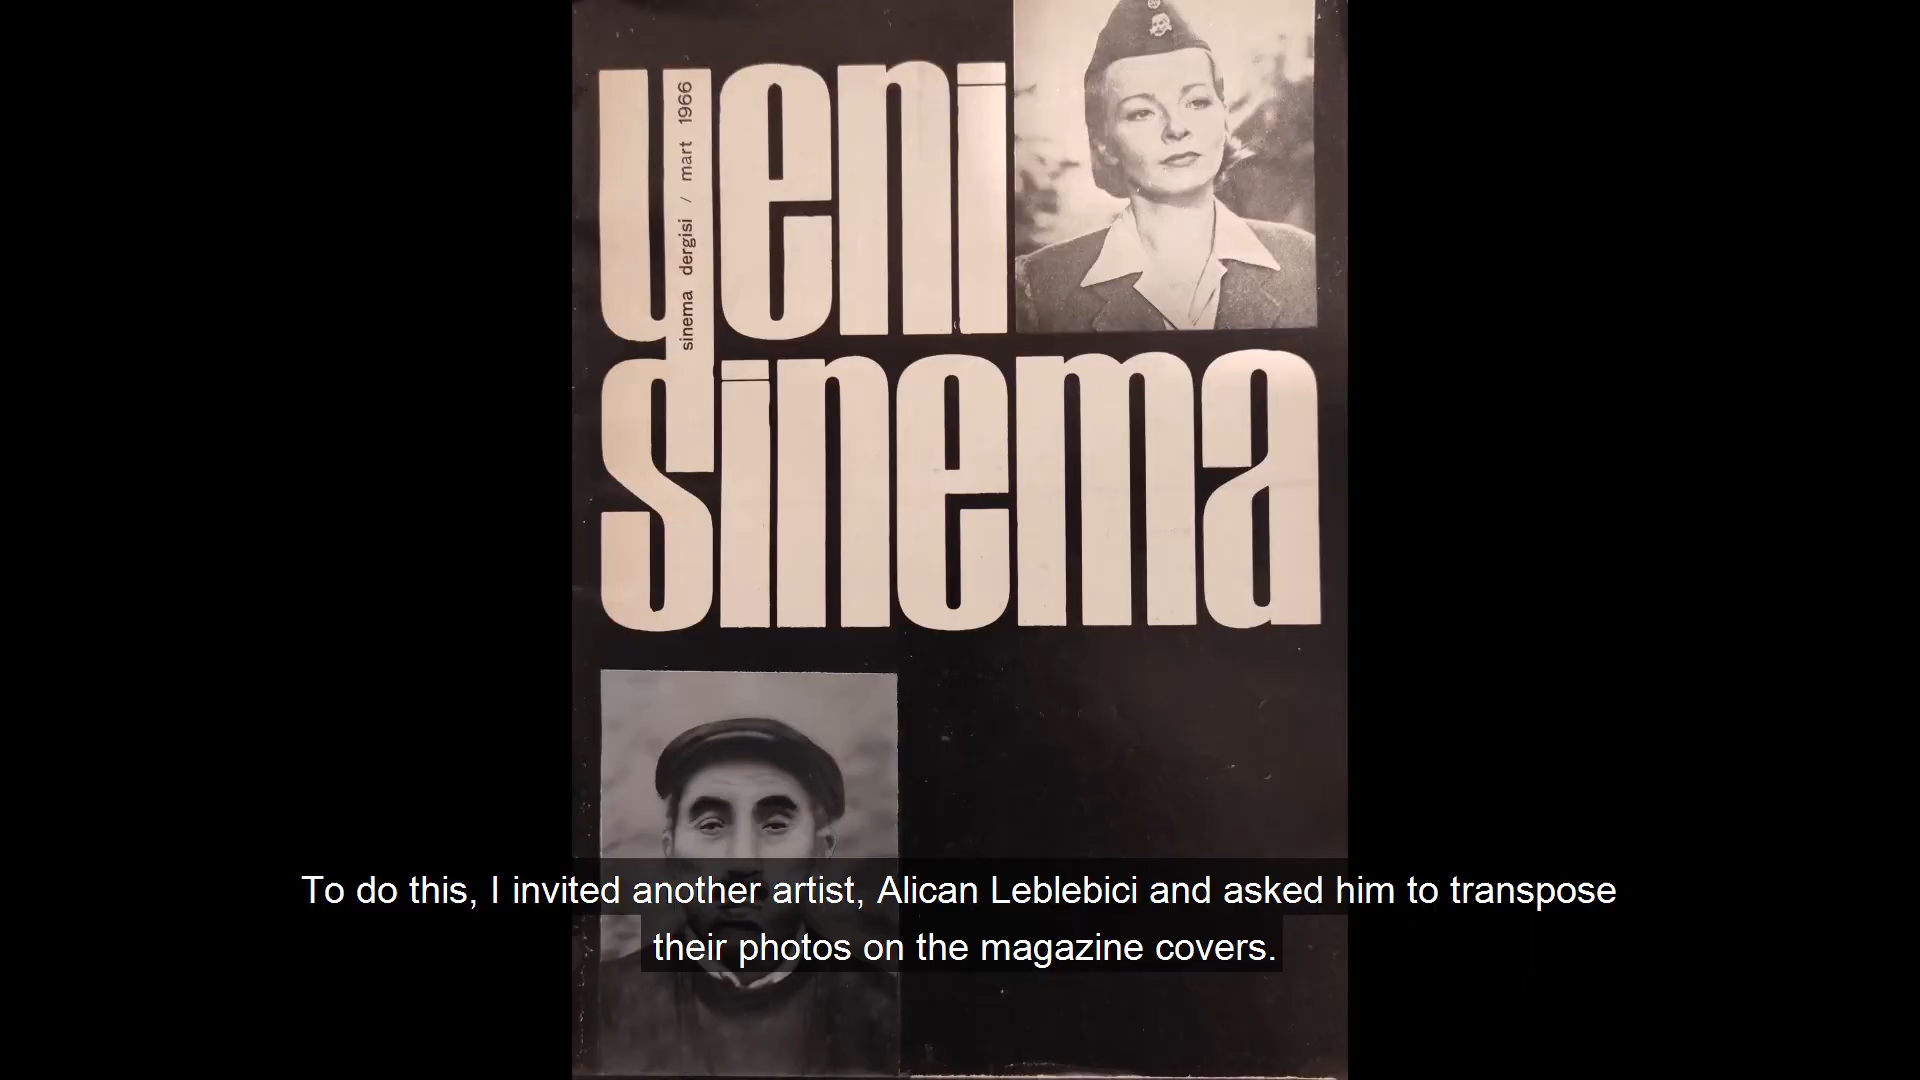 yeni
sinema dergisi / mart 1966
sinema
To do this, I invited another artist, Alican Leblebici and asked him to transpose
their photos on the magazine covers.